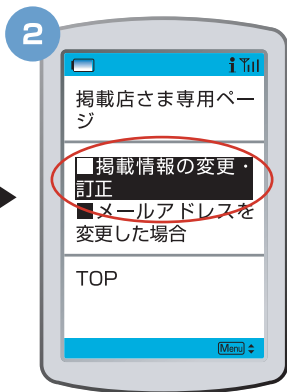 2
掲載店さま専用ペー
ジ
■掲載情報の変更・
訂正
■メールアドレスを
変更した場合
TOP
Menu